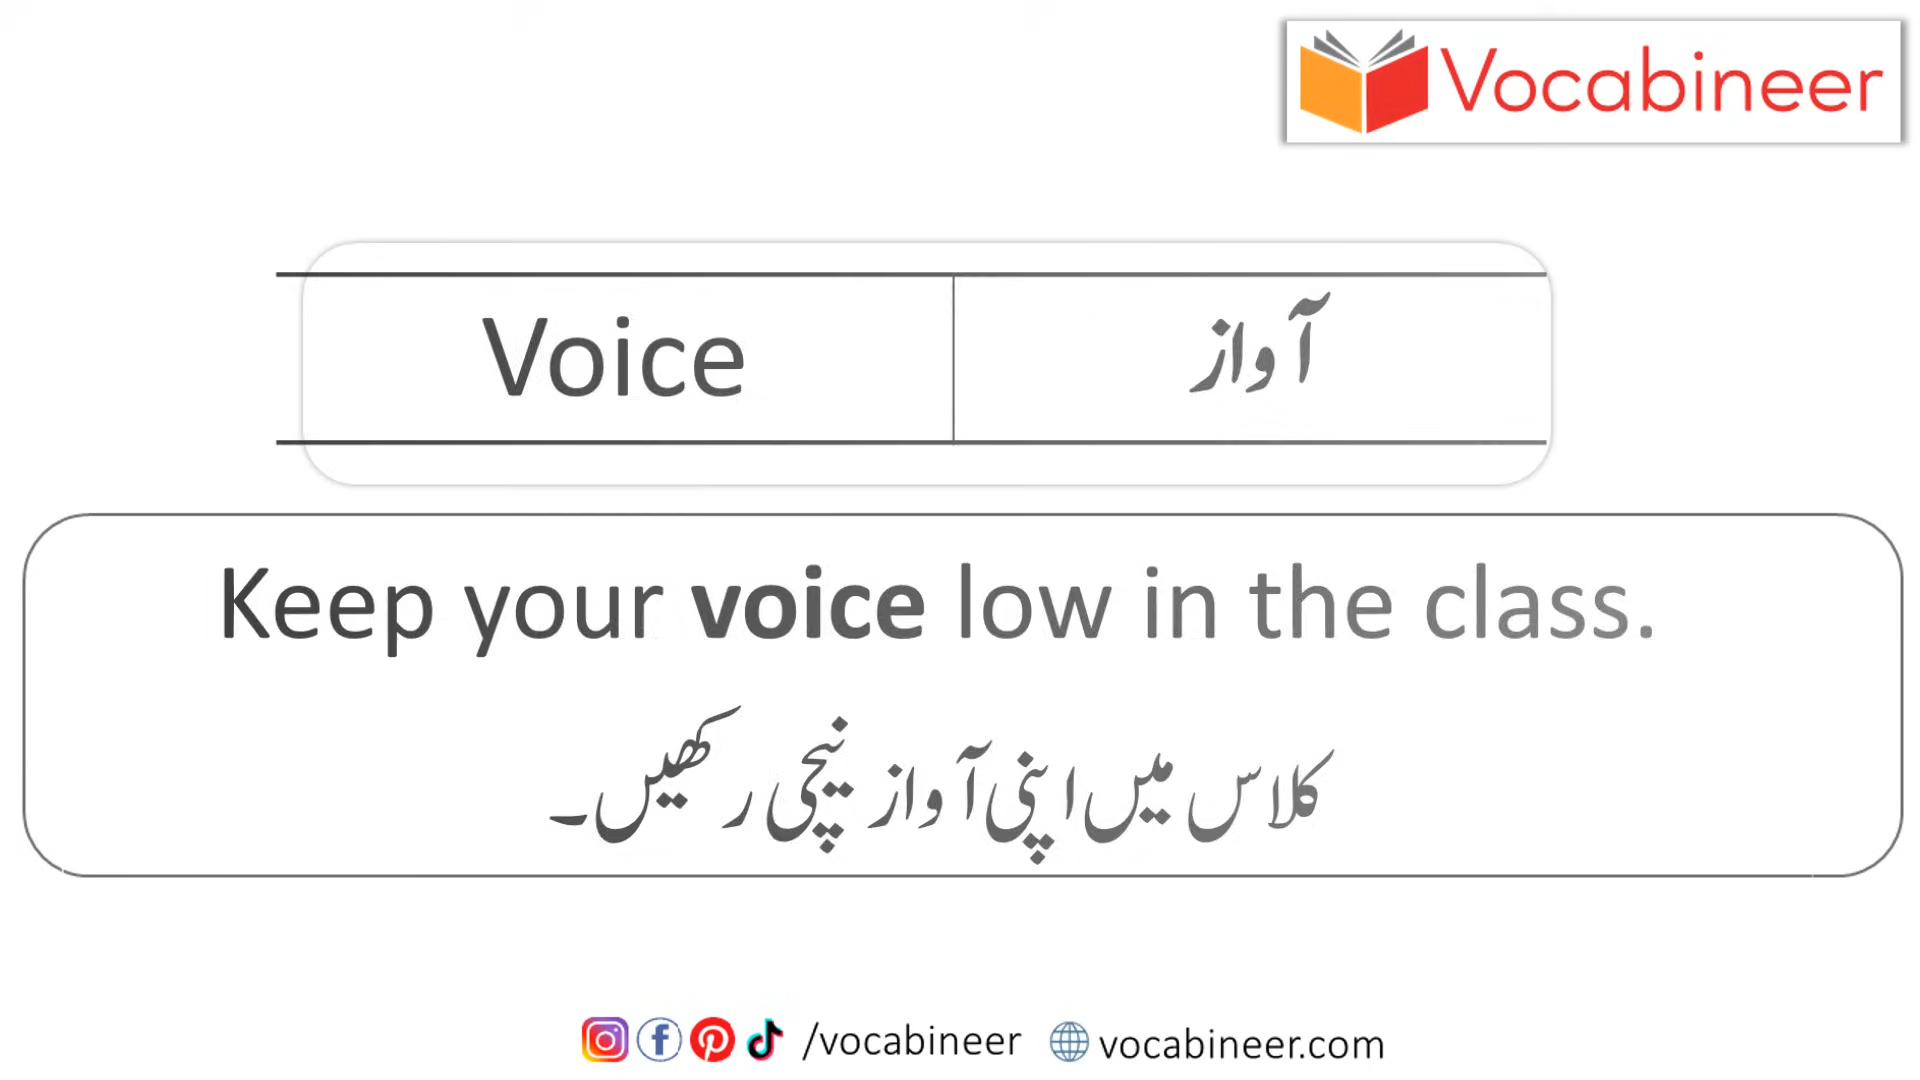 Vocabineer
Voice
آواز
Keep your voice low in the class.
کلاس میں اپنی آواز نیچی رکھیں۔
/vocabineer
vocabineer.com